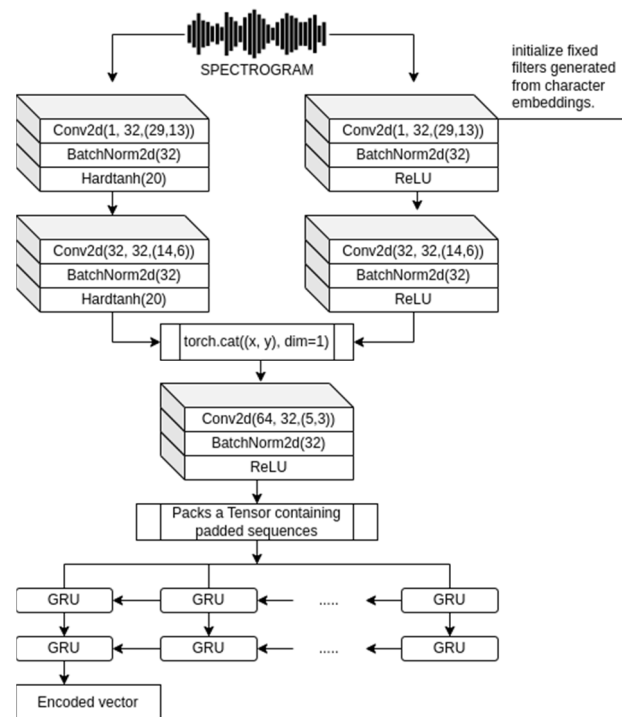 SPECTROGRAM
initialize fixed
filters generated
from character
embeddings.
Conv2d(1, 32,(29,13))
BatchNorm2d(32)
Hardtanh(20)
Conv2d(1, 32,(29,13))
BatchNorm2d(32)
ReLU
Conv2d(32, 32,(14,6))
BatchNorm2d(32)
Hardtanh(20)
Conv2d(32, 32,(14,6))
BatchNorm2d(32)
ReLU
torch.cat((x, y), dim=1)
Conv2d(64, 32,(5,3))
BatchNorm2d(32)
ReLU
Packs a Tensor containing
padded sequences
GRU GRU ..... GRU
GRU GRU ..... GRU
Encoded vector